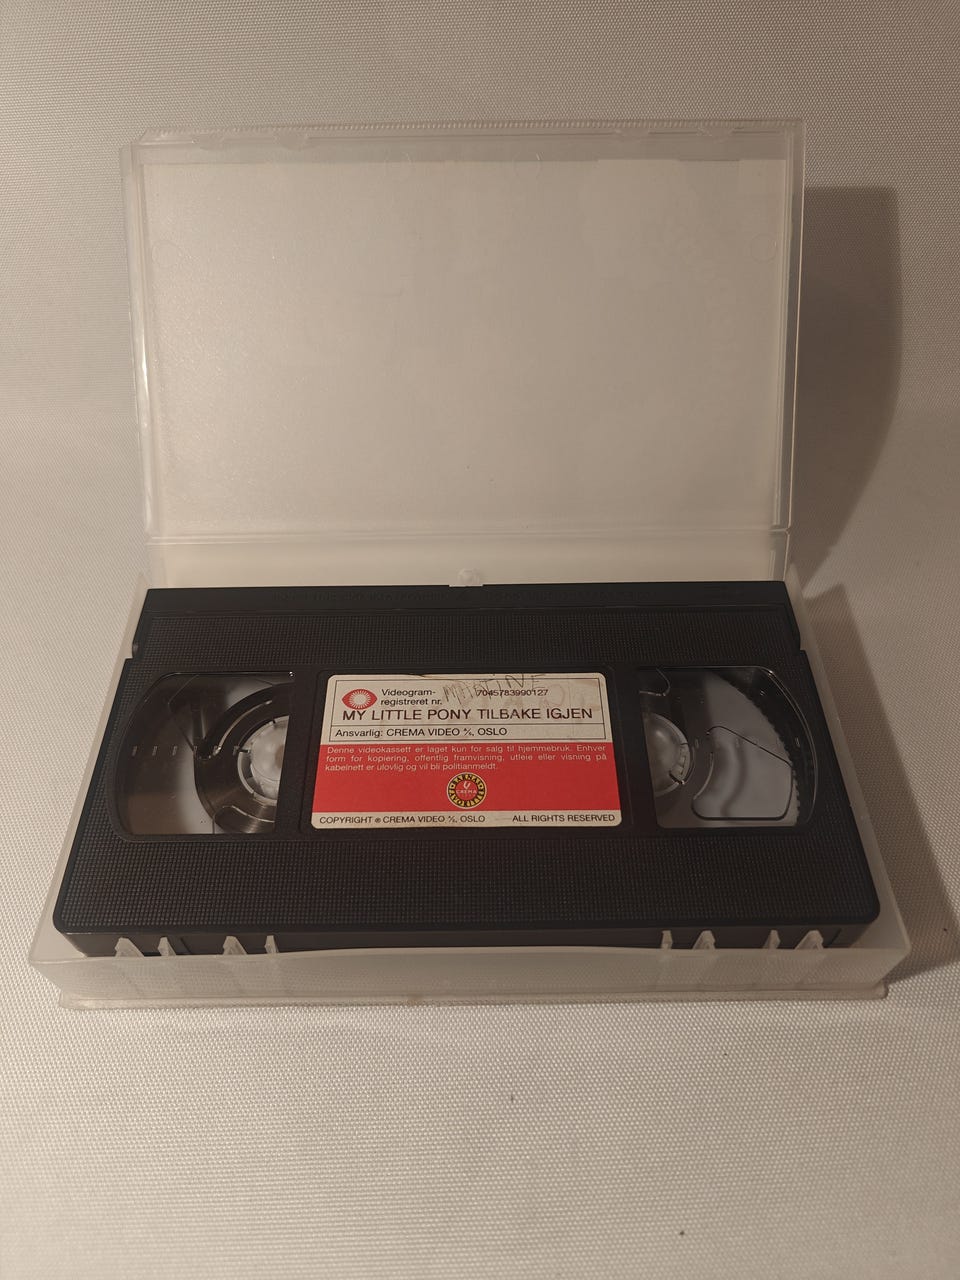 Videogram-
registreret nr. 7045783990127
MARTINE
MY LITTLE PONY TILBAKE IGJEN
Ansvarlig: CREMA VIDEO A/S, OSLO
Denne videokassett er laget kun for salg til hjemmebruk. Enhver
form for kopiering, offentlig framvisning, utleie eller visning på
kabelnett er ulovlig og vil bli politianmeldt.
CREMA
COPYRIGHT ® CREMA VIDEO A/S, OSLO ALL RIGHTS RESERVED